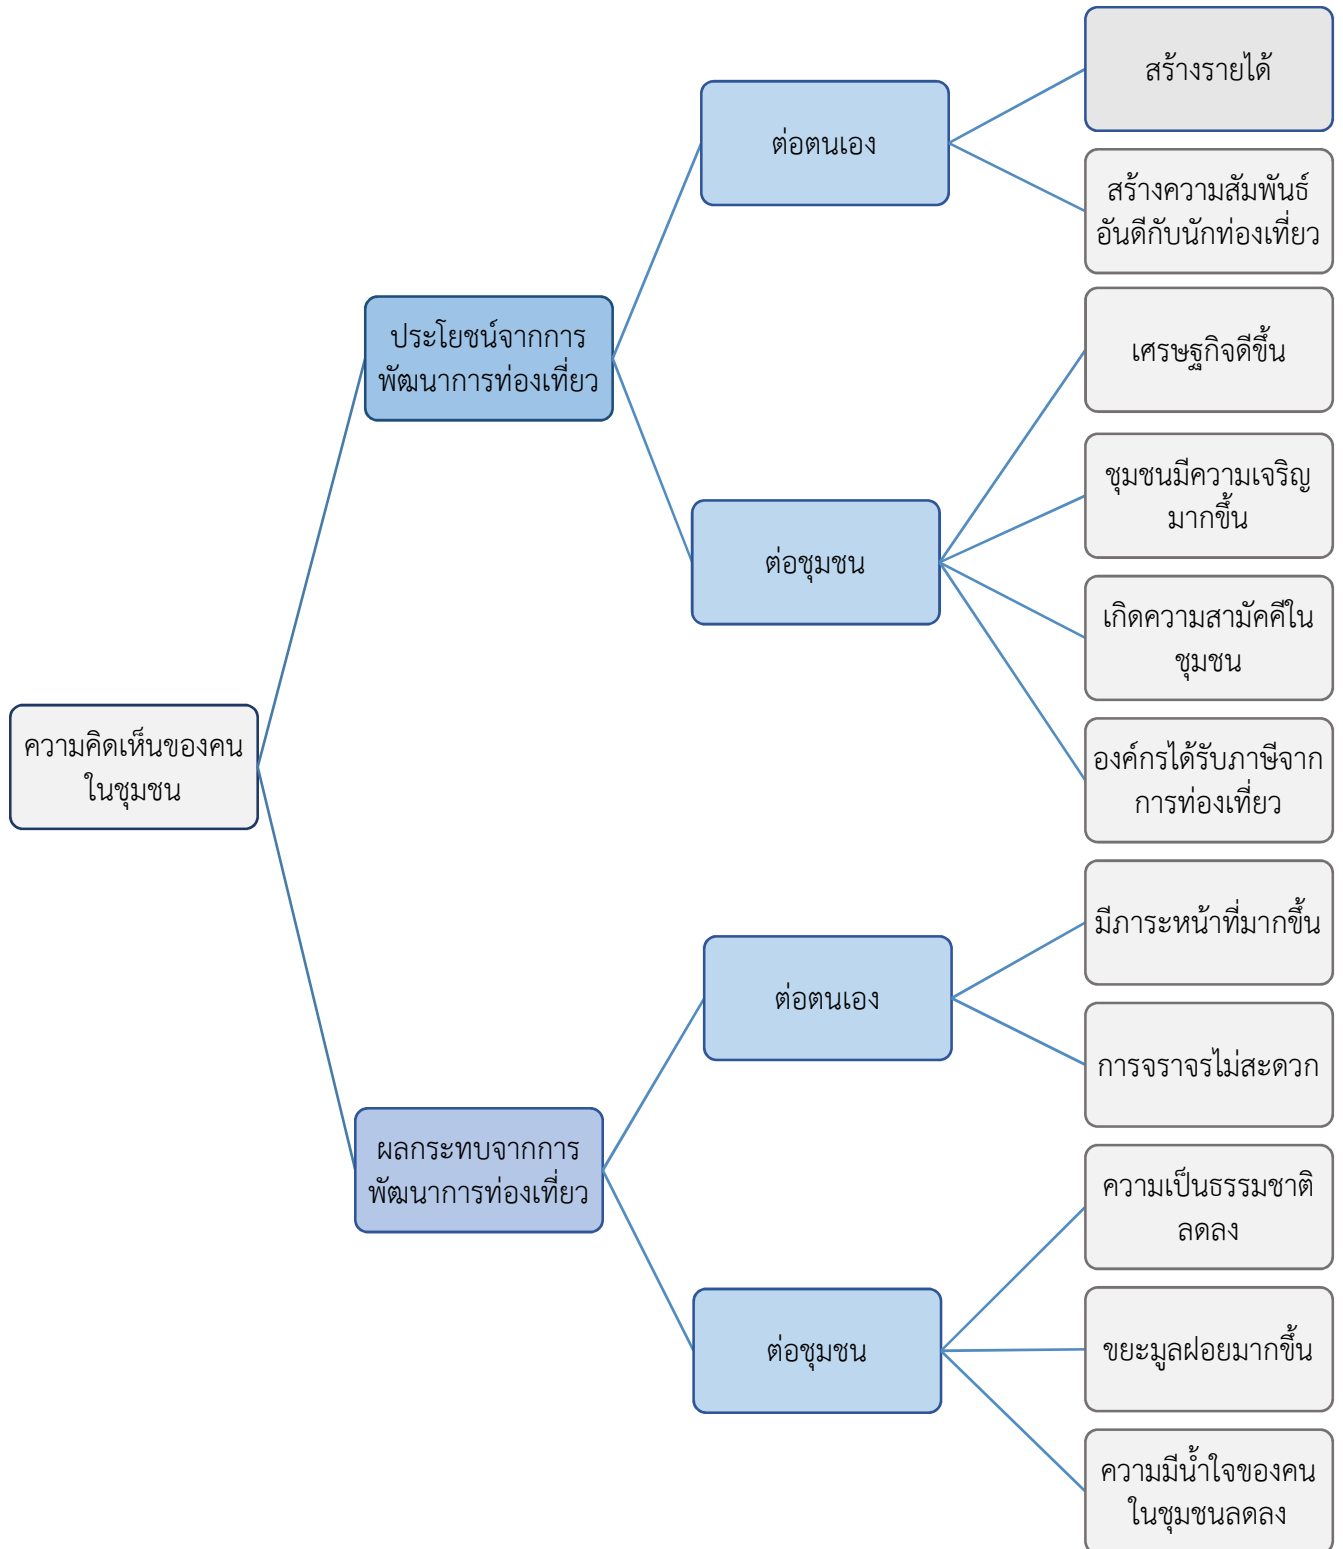 ความคิดเห็นของคน
ในชุมชน
ประโยชน์จากการ
พัฒนาการท่องเที่ยว
ต่อตนเอง
สร้างรายได้
สร้างความสัมพันธ์
อันดีกับนักท่องเที่ยว
ต่อชุมชน
เศรษฐกิจดีขึ้น
ชุมชนมีความเจริญ
มากขึ้น
เกิดความสามัคคีใน
ชุมชน
องค์กรได้รับภาษีจาก
การท่องเที่ยว
ผลกระทบจากการ
พัฒนาการท่องเที่ยว
ต่อตนเอง
มีภาระหน้าที่มากขึ้น
การจราจรไม่สะดวก
ต่อชุมชน
ความเป็นธรรมชาติ
ลดลง
ขยะมูลฝอยมากขึ้น
ความมีน้ำใจของคน
ในชุมชนลดลง